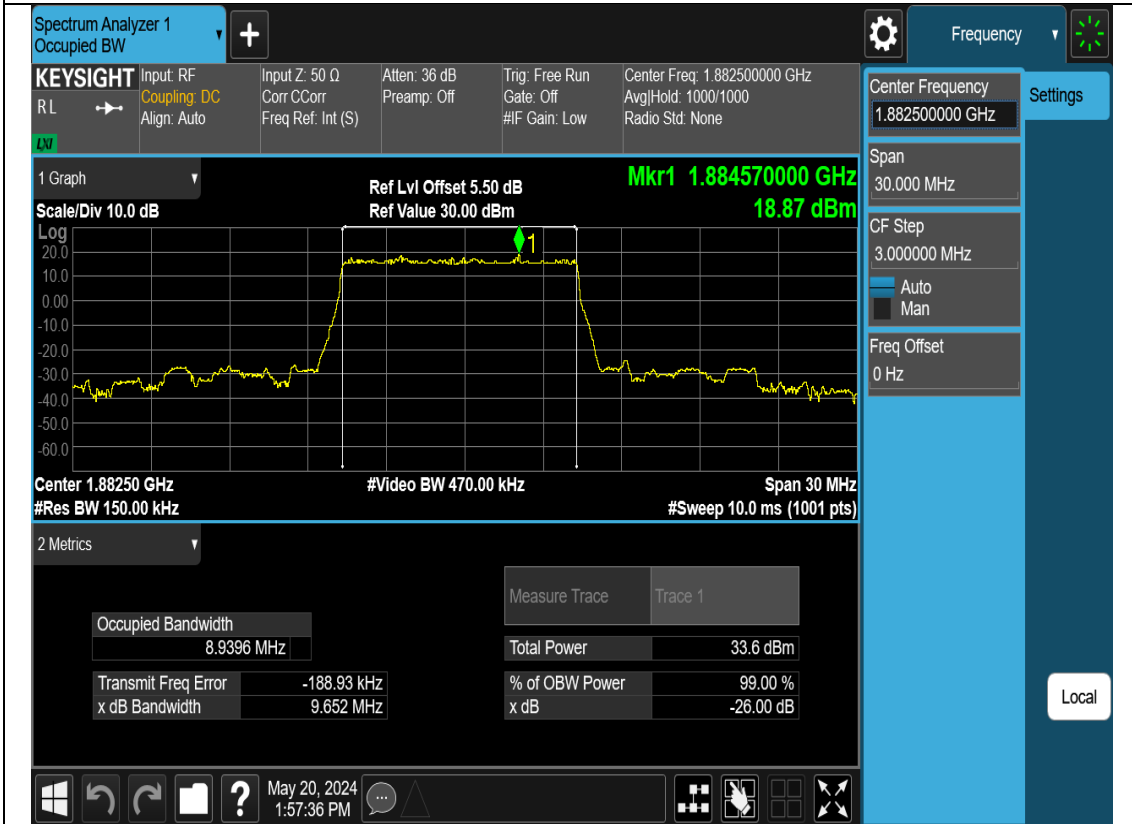 Spectrum Analyzer 1
Occupied BW
+
Frequency
KEYSIGHT
R L
LXI
Input: RF
Coupling: DC
Align: Auto
Input Z: 50 Ω
Corr CCorr
Freq Ref: Int (S)
Atten: 36 dB
Preamp: Off
Trig: Free Run
Gate: Off
#IF Gain: Low
Center Freq: 1.882500000 GHz
Avg|Hold: 1000/1000
Radio Std: None
Center Frequency
1.882500000 GHz
Settings
Span
30.000 MHz
CF Step
3.000000 MHz
Auto
Man
Freq Offset
0 Hz
1 Graph
Scale/Div 10.0 dB
Ref Lvl Offset 5.50 dB
Ref Value 30.00 dBm
Mkr1 1.884570000 GHz
18.87 dBm
Log
1
20.0
10.0
0.00
-10.0
-20.0
-30.0
-40.0
-50.0
-60.0
Center 1.88250 GHz
#Video BW 470.00 kHz
Span 30 MHz
#Res BW 150.00 kHz
#Sweep 10.0 ms (1001 pts)
2 Metrics
Measure Trace Trace 1
Occupied Bandwidth
8.9396 MHz
Total Power 33.6 dBm
Transmit Freq Error -188.93 kHz
% of OBW Power 99.00 %
x dB Bandwidth 9.652 MHz
x dB -26.00 dB
Local
?
May 20, 2024
1:57:36 PM